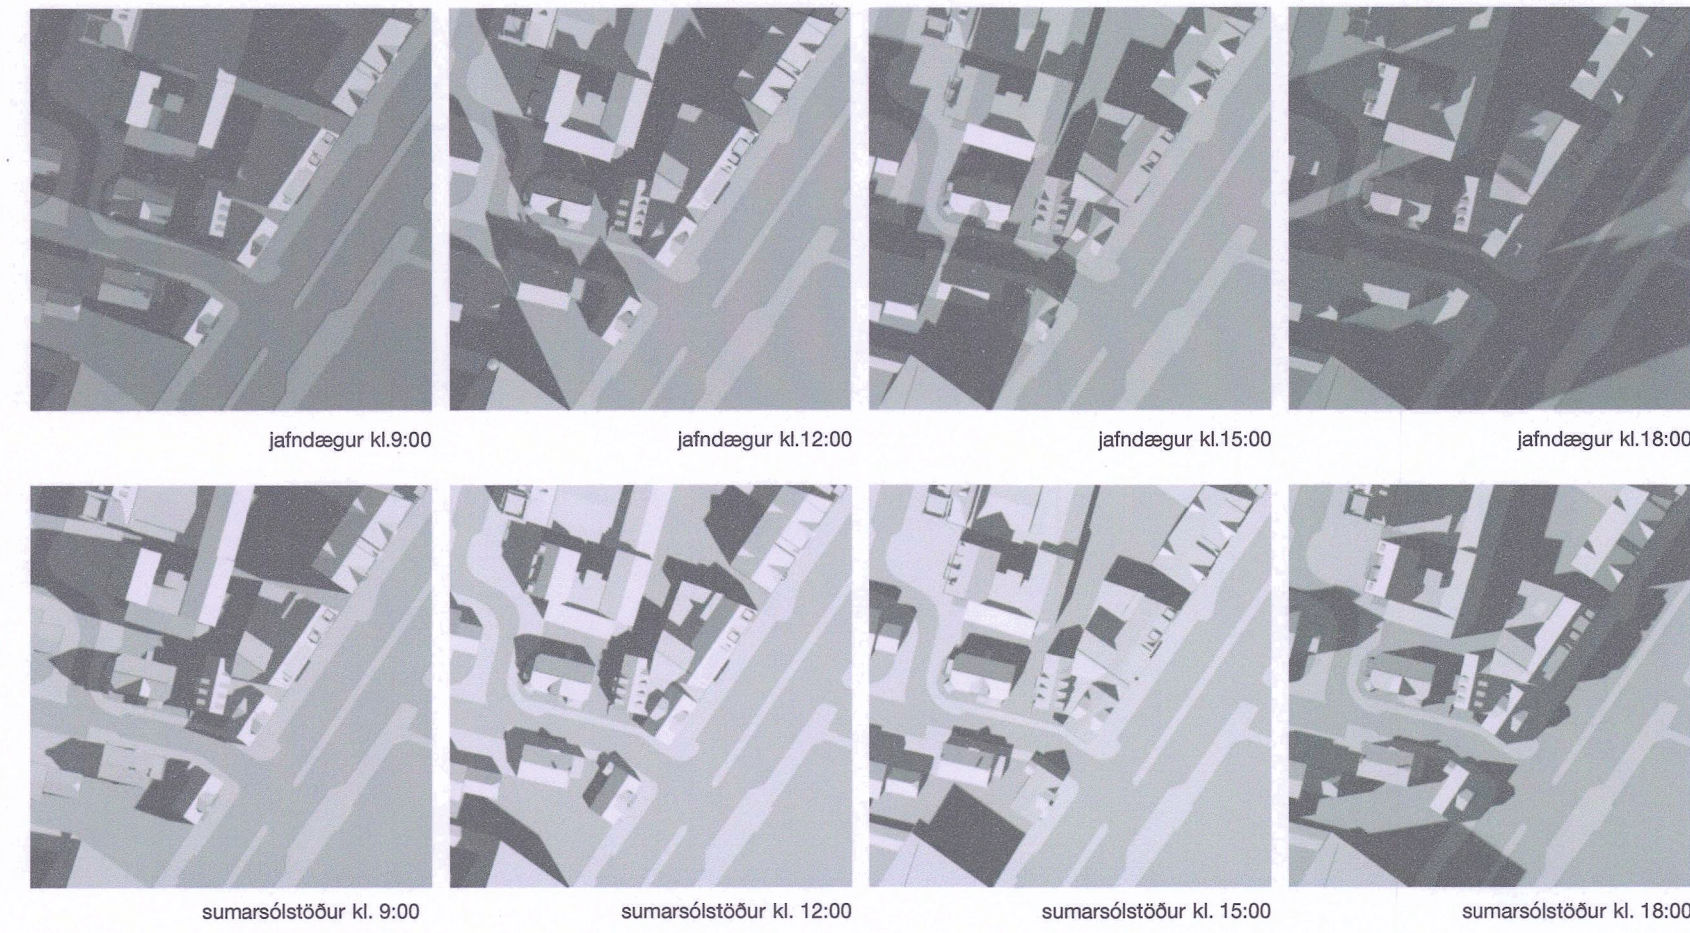 jafndægur kl.9:00
jafndægur kl.12:00
jafndægur kl.15:00
jafndægur kl.18:00
sumarsólstöður kl. 9:00
sumarsólstöður kl. 12:00
sumarsólstöður kl. 15:00
sumarsólstöður kl. 18:00